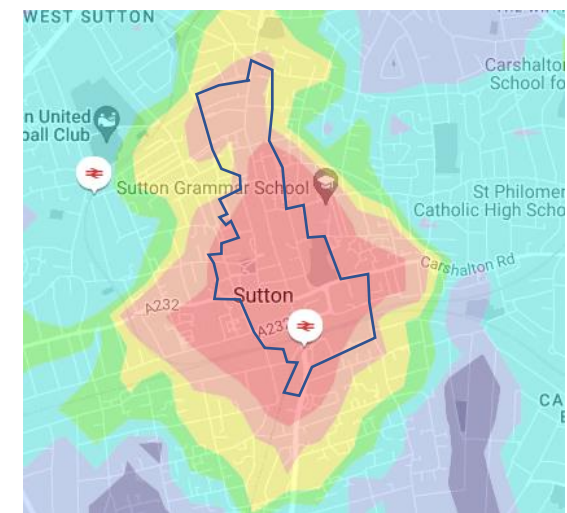 WEST SUTTON
Carshalton
School fo
n United
ball Club
Sutton Grammar School
St Philomen
Catholic High Scho
Carshalton Rd
Sutton
A232
A232
CA